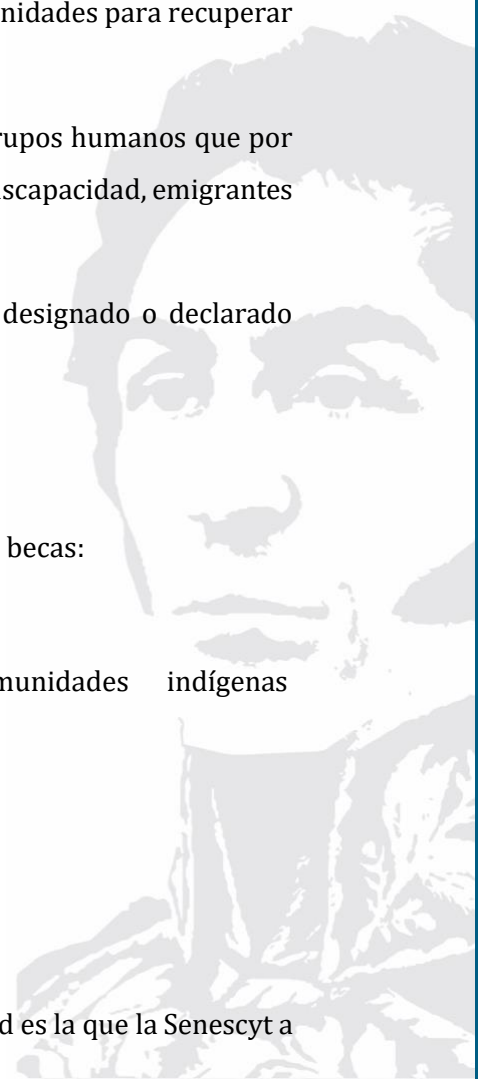 nidades para recuperar
rupos humanos que por
scapacidad, emigrantes
designado o declarado
becas:
munidades indígenas
d es la que la Senescyt a